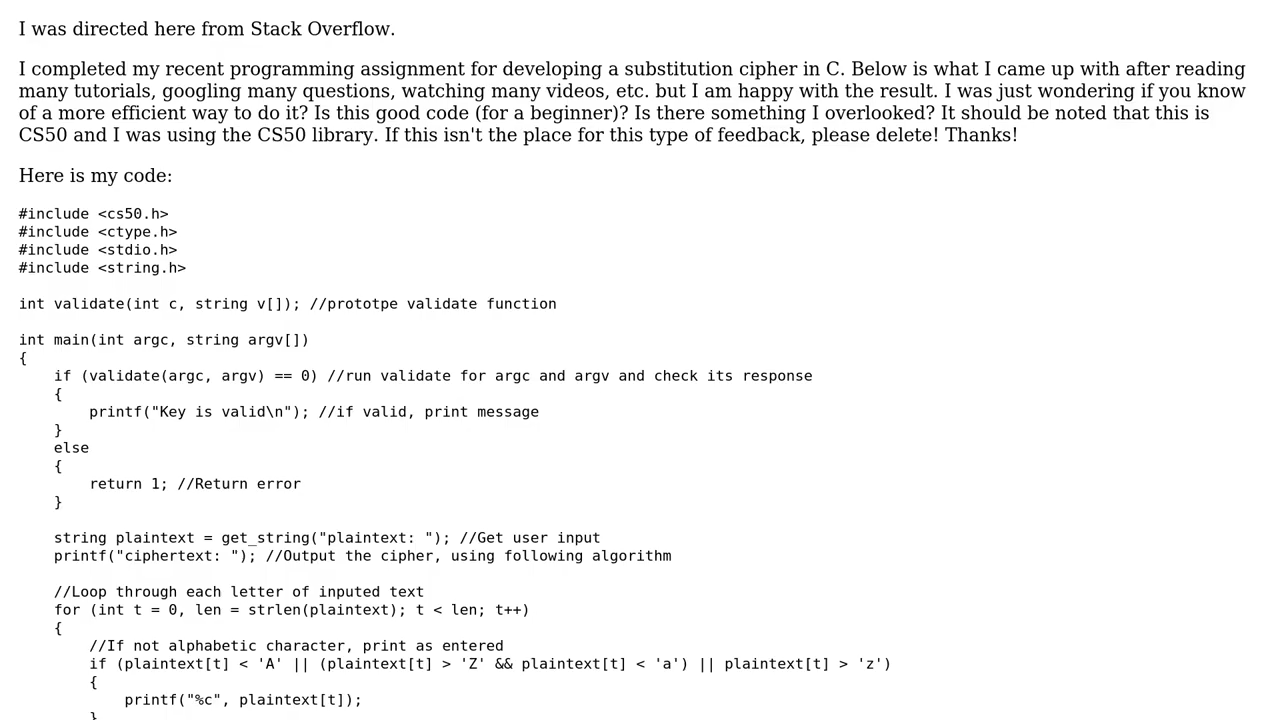 I was directed here from Stack Overflow.
I completed my recent programming assignment for developing a substitution cipher in C. Below is what I came up with after reading
many tutorials, googling many questions, watching many videos, etc. but I am happy with the result. I was just wondering if you know
of a more efficient way to do it? Is this good code (for a beginner)? Is there something I overlooked? It should be noted that this is
CS50 and I was using the CS50 library. If this isn't the place for this type of feedback, please delete! Thanks!
Here is my code:
#include <cs50.h>
#include <ctype.h>
#include <stdio.h>
#include <string.h>
int validate(int c, string v[]); //prototpe validate function
int main(int argc, string argv[])
{
    if (validate(argc, argv) == 0) //run validate for argc and argv and check its response
    {
        printf("Key is valid\n"); //if valid, print message
    }
    else
    {
        return 1; //Return error
    }
    string plaintext = get_string("plaintext: "); //Get user input
    printf("ciphertext: "); //Output the cipher, using following algorithm
    //Loop through each letter of inputed text
    for (int t = 0, len = strlen(plaintext); t < len; t++)
    {
        //If not alphabetic character, print as entered
        if (plaintext[t] < 'A' || (plaintext[t] > 'Z' && plaintext[t] < 'a') || plaintext[t] > 'z')
        {
            printf("%c", plaintext[t]);
        }